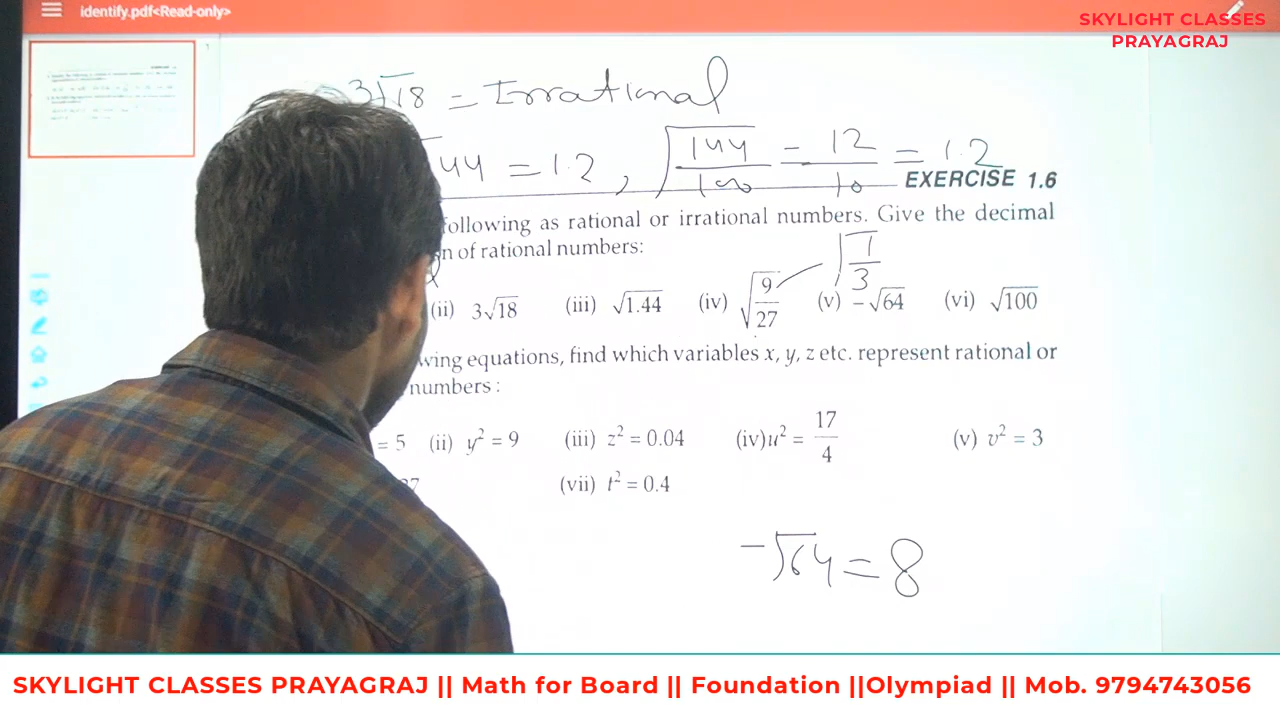 identify.pdf<Read-only>
SKYLIGHT CLASSES
PRAYAGRAJ
1
3√18 = Irrational
44 = 1.2 , √144/100 = 12/10 = 1.2
EXERCISE 1.6
following as rational or irrational numbers. Give the decimal
n of rational numbers:
√1/3
(ii) 3√18 (iii) √1.44 (iv) √9/27 (v) −√64 (vi) √100
wing equations, find which variables x, y, z etc. represent rational or
numbers :
= 5 (ii) y² = 9 (iii) z² = 0.04 (iv)u² = 17/4 (v) v² = 3
27 (vii) t² = 0.4
−√64 = 8
SKYLIGHT CLASSES PRAYAGRAJ || Math for Board || Foundation ||Olympiad || Mob. 9794743056